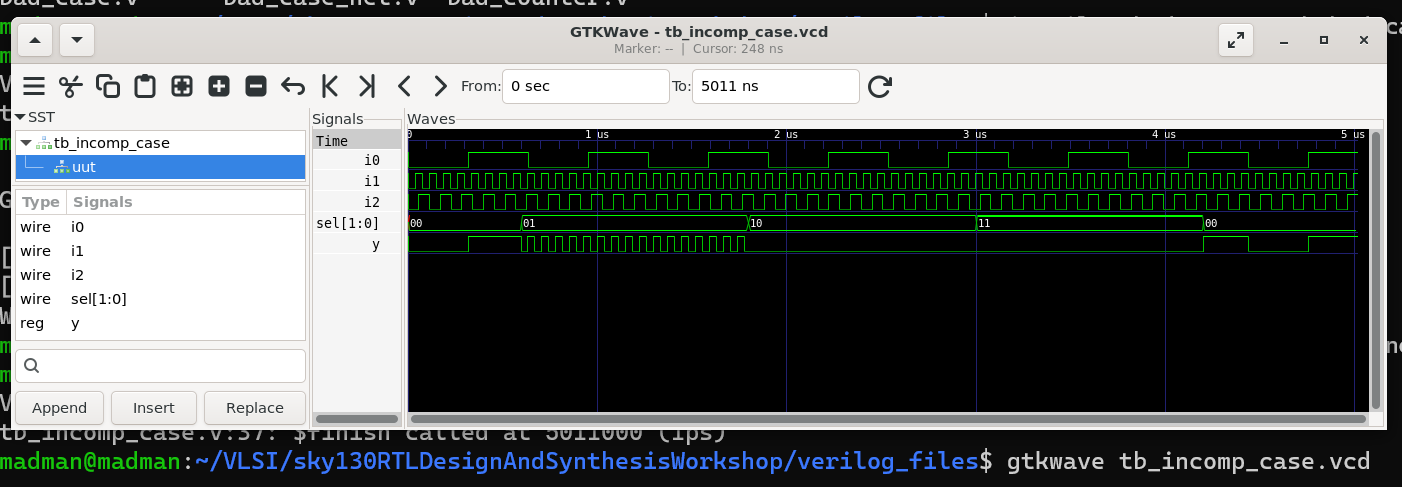 Bad_case.v Bad_case_net.v Bad_counter.v
GTKWave - tb_incomp_case.vcd
Marker: -- | Cursor: 248 ns
From: 0 sec To: 5011 ns
SST
tb_incomp_case
uut
Type Signals
wire i0
wire i1
wire i2
wire sel[1:0]
reg y
Append Insert Replace
Signals
Time
i0
i1
i2
sel[1:0]
y
Waves
0 1 us 2 us 3 us 4 us 5 us
00 01 10 11 00
tb_incomp_case.v:37: $finish called at 5011000 (1ps)
madman@madman:~/VLSI/sky130RTLDesignAndSynthesisWorkshop/verilog_files$ gtkwave tb_incomp_case.vcd